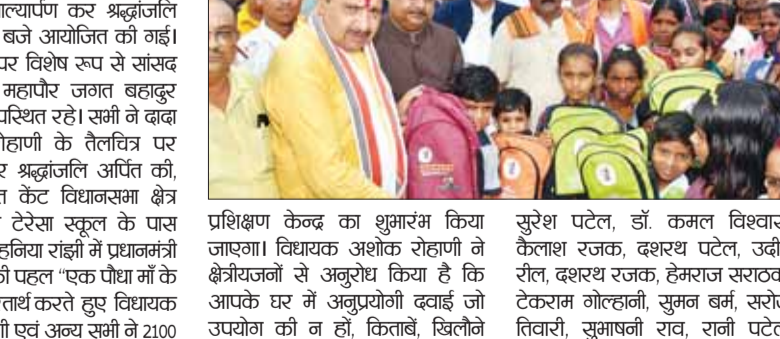 ाल्यार्पण कर श्रद्धांजलि
बजे आयोजित की गई।
पर विशेष रूप से सांसद
महापौर जगत बहादुर
पस्थित रहे। सभी ने दादा
रोहाणी के तैलचित्र पर
र श्रद्धांजलि अर्पित की,
त केंट विधानसभा क्षेत्र
टेरेसा स्कूल के पास
हनिया रांझी में प्रधानमंत्री
की पहल “एक पौधा माँ के
रतार्थ करते हुए विधायक
णी एवं अन्य सभी ने 2100
प्रशिक्षण केन्द्र का शुभारंभ किया
जाएगा। विधायक अशोक रोहाणी ने
क्षेत्रीयजनों से अनुरोध किया है कि
आपके घर में अनुप्रयोगी दवाई जो
उपयोग की न हों, किताबें, खिलौने
सुरेश पटेल, डॉ. कमल विश्वास
कैलाश रजक, दशरथ पटेल, उदी
रील, दशरथ रजक, हेमराज सराठक
टेकराम गोल्हानी, सुमन बर्म, सरोज
तिवारी, सुभाषनी राव, रानी पटेल